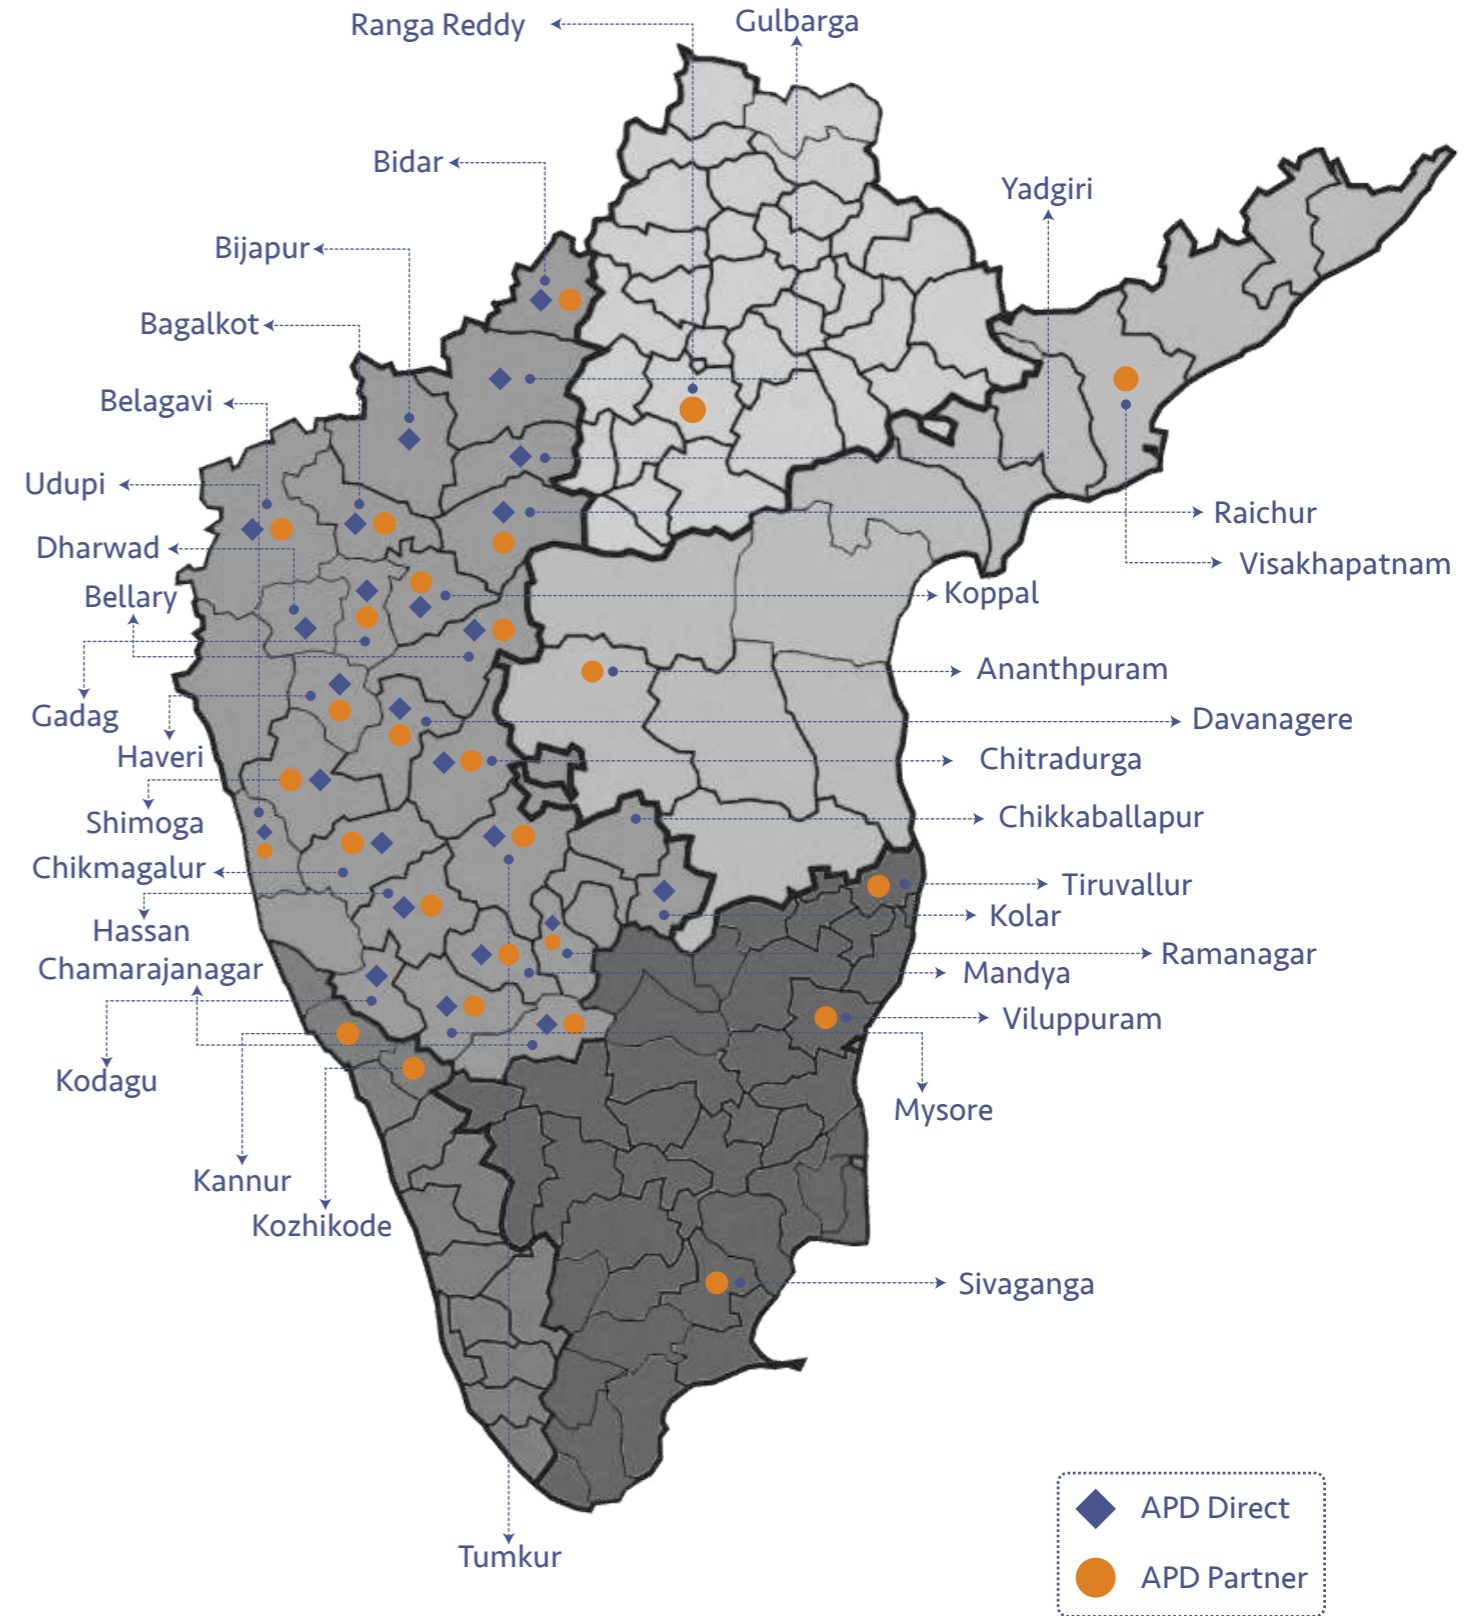 Ranga Reddy
Gulbarga
Bidar
Yadgiri
Bijapur
Bagalkot
Belagavi
Udupi
Raichur
Dharwad
Visakhapatnam
Bellary
Koppal
Ananthpuram
Gadag
Davanagere
Haveri
Chitradurga
Shimoga
Chikkaballapur
Chikmagalur
Tiruvallur
Kolar
Hassan
Ramanagar
Chamarajanagar
Mandya
Viluppuram
Kodagu
Mysore
Kannur
Kozhikode
Sivaganga
Tumkur
APD Direct
APD Partner